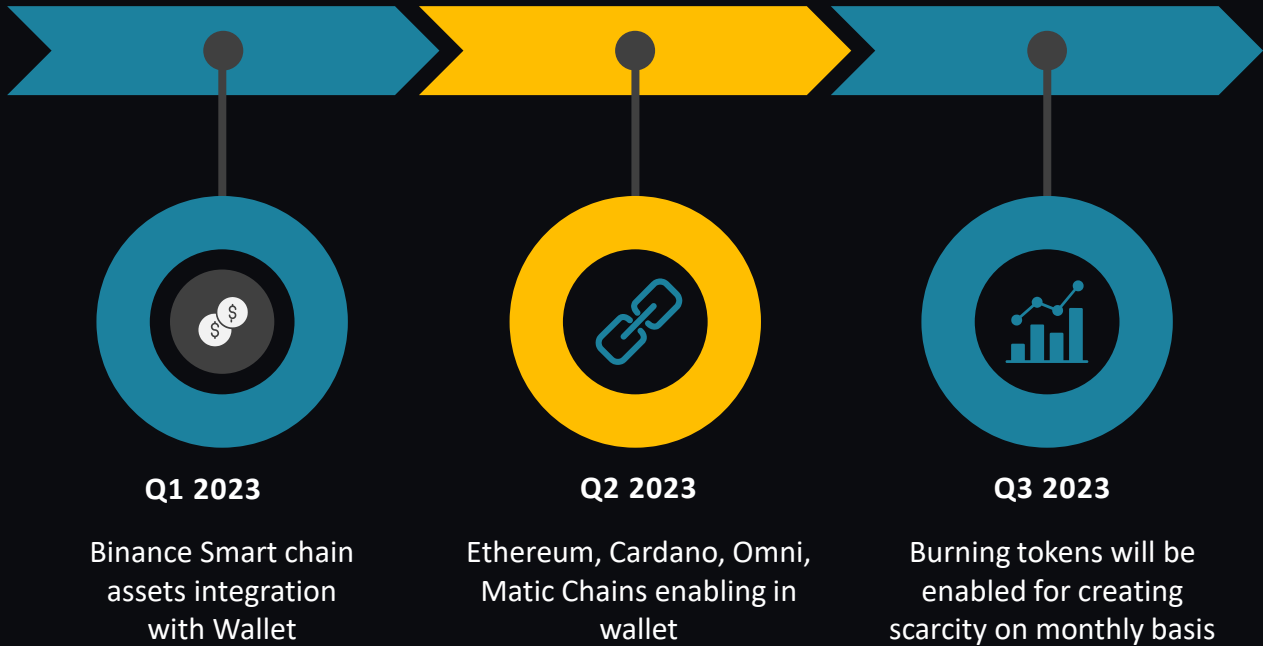 $
$
Q1 2023
Binance Smart chain
assets integration
with Wallet
Q2 2023
Ethereum, Cardano, Omni,
Matic Chains enabling in
wallet
Q3 2023
Burning tokens will be
enabled for creating
scarcity on monthly basis